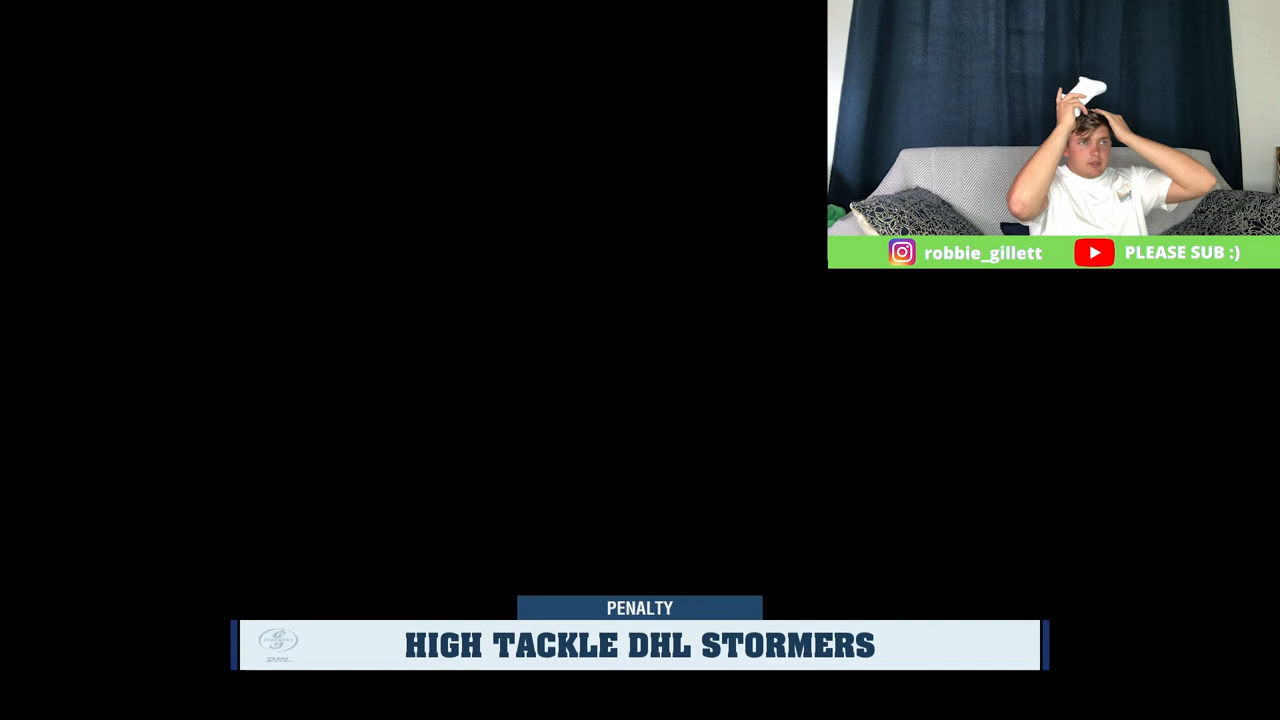 robbie_gillett
PLEASE SUB :)
PENALTY
HIGH TACKLE DHL STORMERS